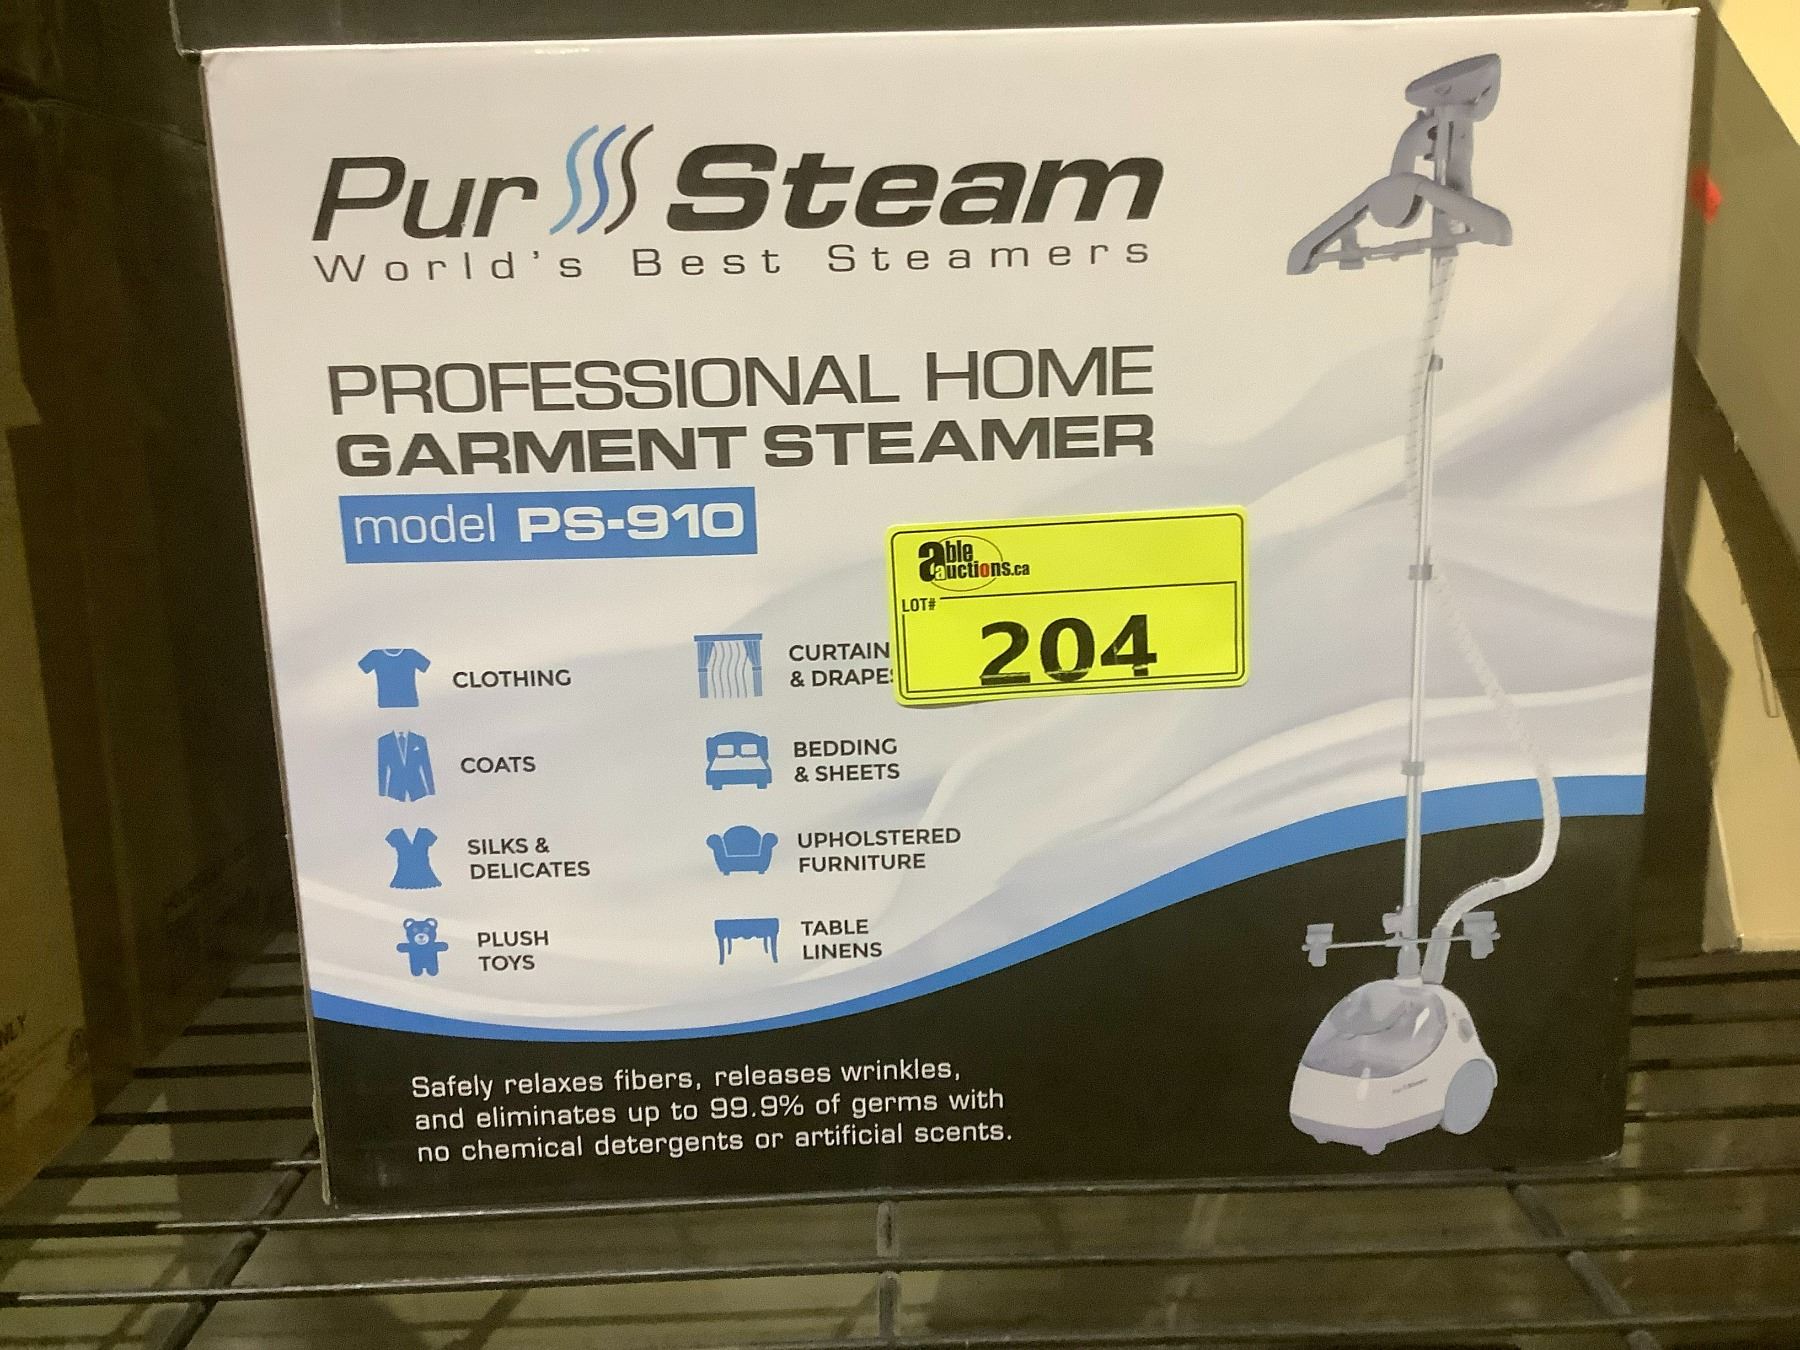 Pur Steam
World's Best Steamers
PROFESSIONAL HOME
GARMENT STEAMER
model PS-910
able
auctions.ca
LOT#
204
CLOTHING
COATS
SILKS &
DELICATES
PLUSH
TOYS
CURTAIN
& DRAPES
BEDDING
& SHEETS
UPHOLSTERED
FURNITURE
TABLE
LINENS
Safely relaxes fibers, releases wrinkles,
and eliminates up to 99.9% of germs with
no chemical detergents or artificial scents.